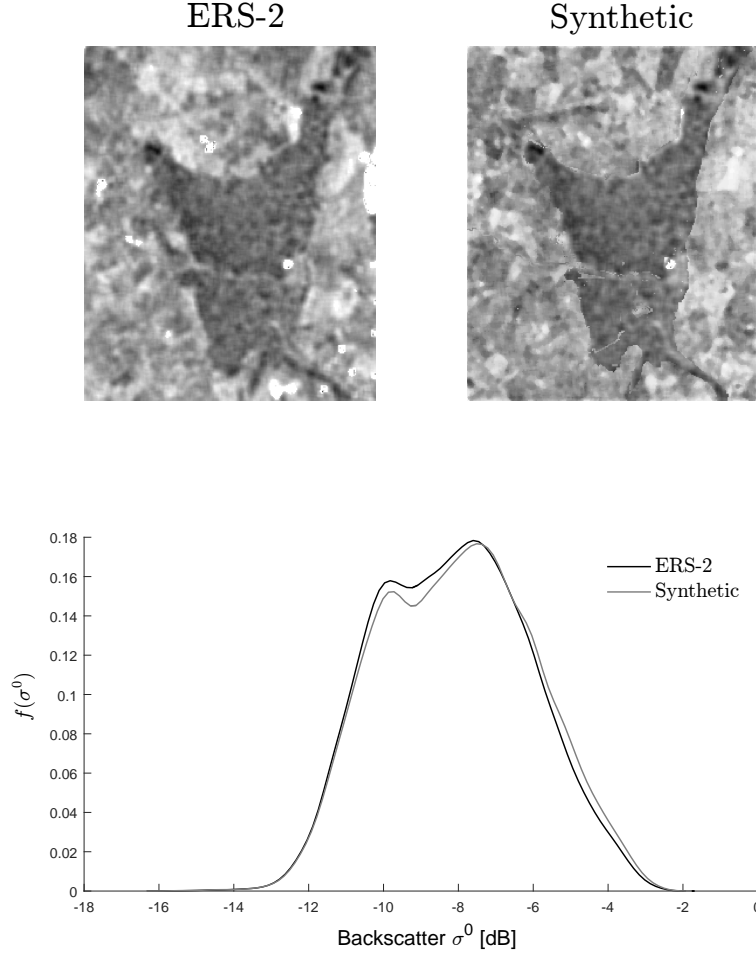 ERS-2 Synthetic
0.18
0.16
0.14
0.12
0.1
0.08
0.06
0.04
0.02
0
f(σ⁰)
ERS-2
Synthetic
-18 -16 -14 -12 -10 -8 -6 -4 -2 0
Backscatter σ⁰ [dB]